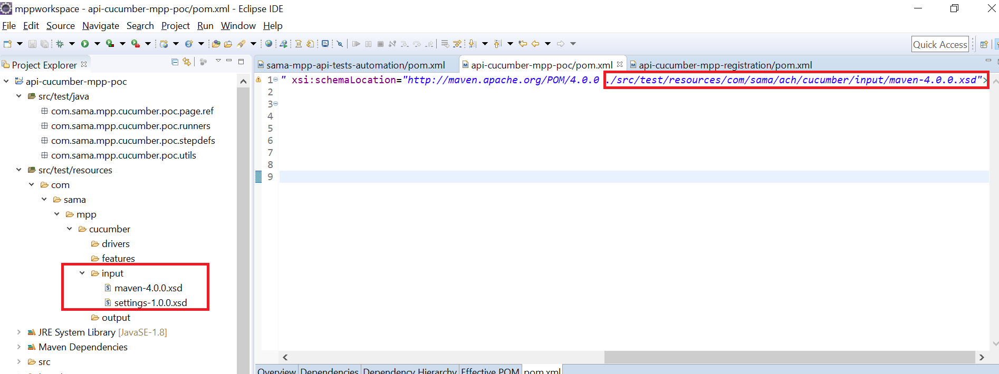 mppworkspace - api-cucumber-mpp-poc/pom.xml - Eclipse IDE
File Edit Source Navigate Search Project Run Window Help
Quick Access
Project Explorer
sama-mpp-api-tests-automation/pom.xml
api-cucumber-mpp-poc/pom.xml
api-cucumber-mpp-registration/pom.xml
api-cucumber-mpp-poc
src/test/java
com.sama.mpp.cucumber.poc.page.ref
com.sama.mpp.cucumber.poc.runners
com.sama.mpp.cucumber.poc.stepdefs
com.sama.mpp.cucumber.poc.utils
src/test/resources
com
sama
mpp
cucumber
drivers
features
input
maven-4.0.0.xsd
settings-1.0.0.xsd
output
JRE System Library [JavaSE-1.8]
Maven Dependencies
src
1 " xsi:schemaLocation="http://maven.apache.org/POM/4.0.0 ./src/test/resources/com/sama/ach/cucumber/input/maven-4.0.0.xsd">
2
3
4
5
6
7
8
9
Overview Dependencies Dependency Hierarchy Effective POM pom.xml